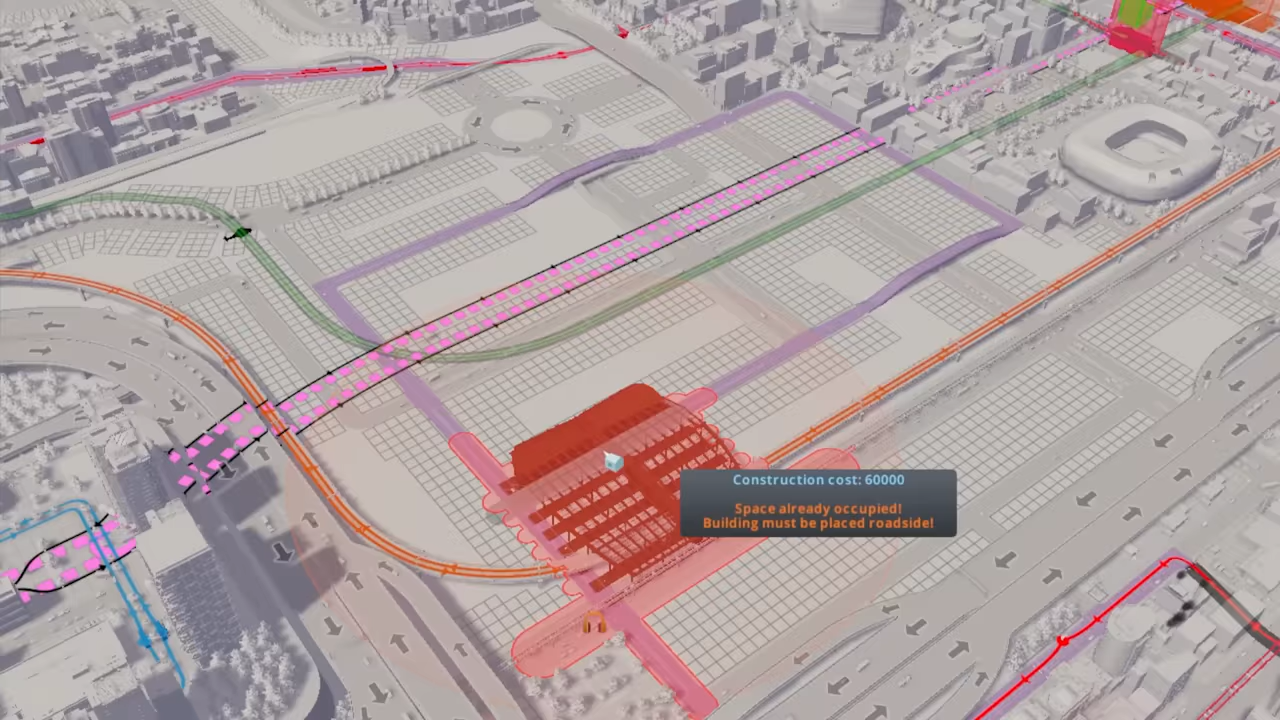 Construction cost: 60000
Space already occupied!
Building must be placed roadside!